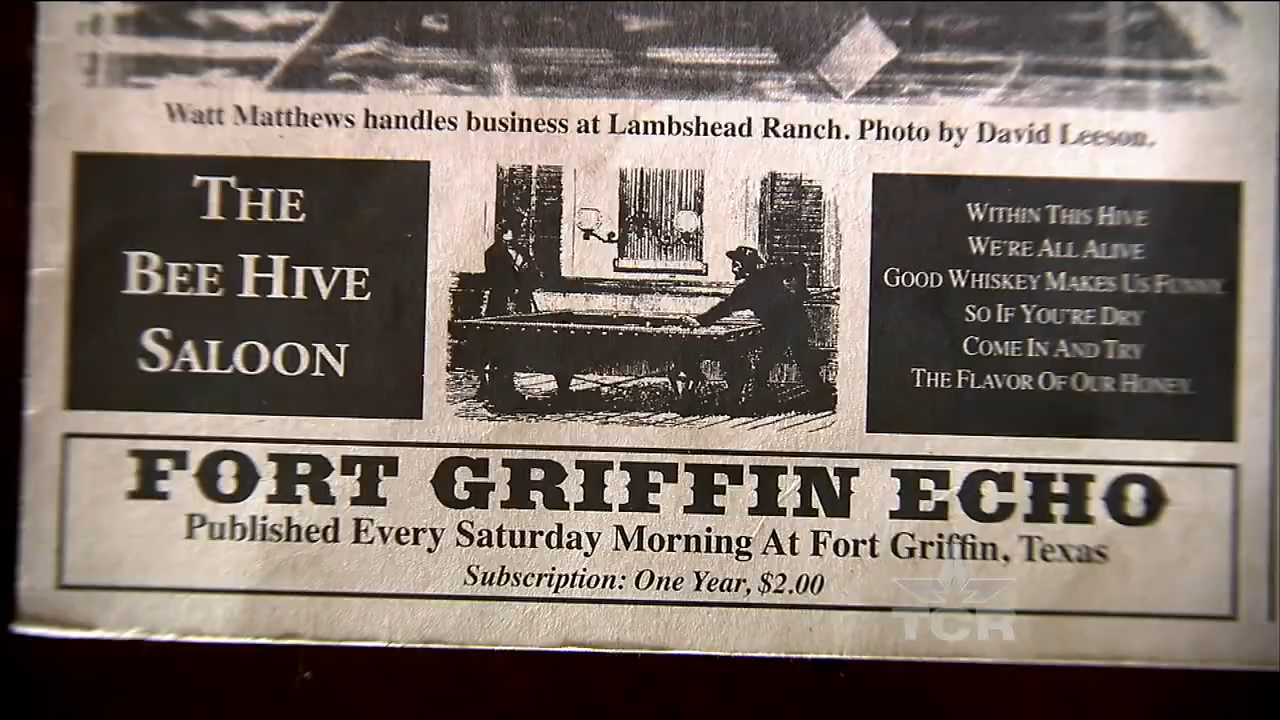 Watt Matthews handles business at Lambshead Ranch. Photo by David Leeson.
THE
BEE HIVE
SALOON
WITHIN THIS HIVE
WE'RE ALL ALIVE
GOOD WHISKEY MAKES US FUNNY
SO IF YOU'RE DRY
COME IN AND TRY
THE FLAVOR OF OUR HONEY.
FORT GRIFFIN ECHO
Published Every Saturday Morning At Fort Griffin, Texas
Subscription: One Year, $2.00
TCR